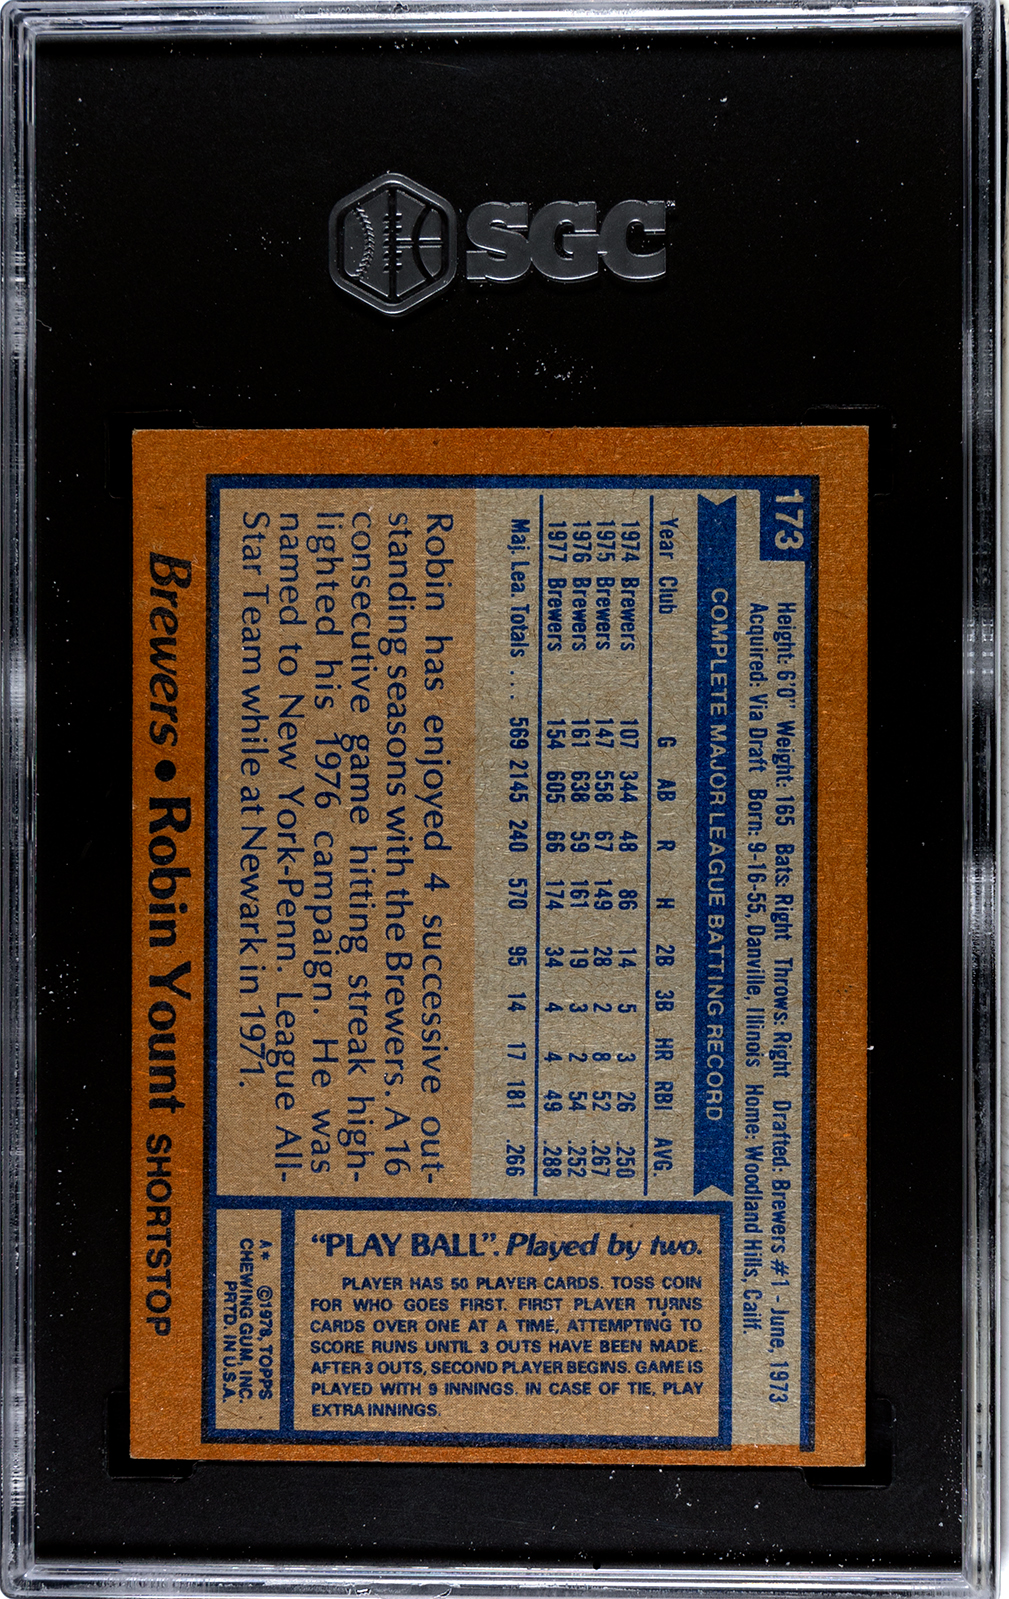 SGC
173
Height: 6'0" Weight: 165 Bats: Right Throws: Right Drafted: Brewers #1 - June, 1973
Acquired: Via Draft Born: 9-16-55, Danville, Illinois Home: Woodland Hills, Calif.
COMPLETE MAJOR LEAGUE BATTING RECORD
Year Club G AB R H 2B 3B HR RBI AVG.
1974 Brewers 107 344 48 86 14 5 3 26 .250
1975 Brewers 147 558 67 149 28 2 8 52 .267
1976 Brewers 161 638 59 161 19 3 2 54 .252
1977 Brewers 154 605 66 174 34 4 4 49 .288
Maj. Lea. Totals .... 569 2145 240 570 95 14 17 181 .266
Robin has enjoyed 4 successive out-
standing seasons with the Brewers. A 16
consecutive game hitting streak high-
lighted his 1976 campaign. He was
named to New York-Penn. League All-
Star Team while at Newark in 1971.
"PLAY BALL". Played by two.
PLAYER HAS 50 PLAYER CARDS. TOSS COIN
FOR WHO GOES FIRST. FIRST PLAYER TURNS
CARDS OVER ONE AT A TIME, ATTEMPTING TO
SCORE RUNS UNTIL 3 OUTS HAVE BEEN MADE.
AFTER 3 OUTS, SECOND PLAYER BEGINS. GAME IS
PLAYED WITH 9 INNINGS. IN CASE OF TIE, PLAY
EXTRA INNINGS.
A* ©1978, TOPPS
CHEWING GUM, INC.
PRTD. IN U.S.A.
Brewers • Robin Yount SHORTSTOP